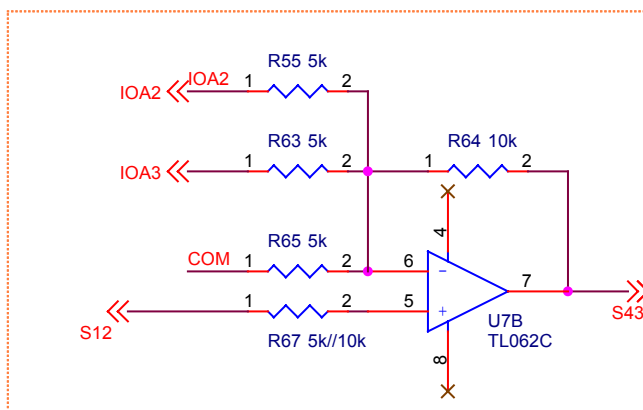 R55 5k
IOA2
IOA2
1
2
R63 5k
IOA3
1
2
R64 10k
1
2
4
COM
R65 5k
1
2
6
-
7
S43
S12
1
2
5
+
R67 5k//10k
U7B
TL062C
8